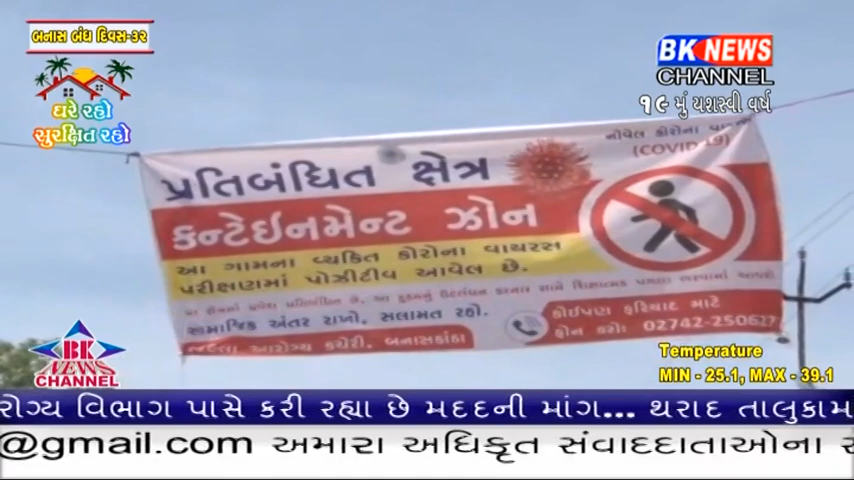 બનાસ બંધ દિવસ-૩૨
ઘરે રહો
સુરક્ષિત રહો
BK NEWS
CHANNEL
૧૯ મું યશસ્વી વર્ષ
નોવેલ કોરોના
(COVID-19)
પ્રતિબંધિત ક્ષેત્ર
કન્ટેઇનમેન્ટ ઝોન
આ ગામના વ્યકિત કોરોના વાયરસ
પરીક્ષણમાં પોઝીટીવ આવેલ છે.
સામાજિક અંતર રાખો, સલામત રહો.
કોઈપણ ફરિયાદ માટે
ફોન કરો: 02742-250627
જિલ્લા આરોગ્ય કચેરી, બનાસકાંઠા
BK
NEWS
CHANNEL
Temperature
MIN - 25.1, MAX - 39.1
રોગ્ય વિભાગ પાસે કરી રહ્યા છે મદદની માંગ... થરાદ તાલુકામ
@gmail.com અમારા અધિકૃત સંવાદદાતાઓના સ